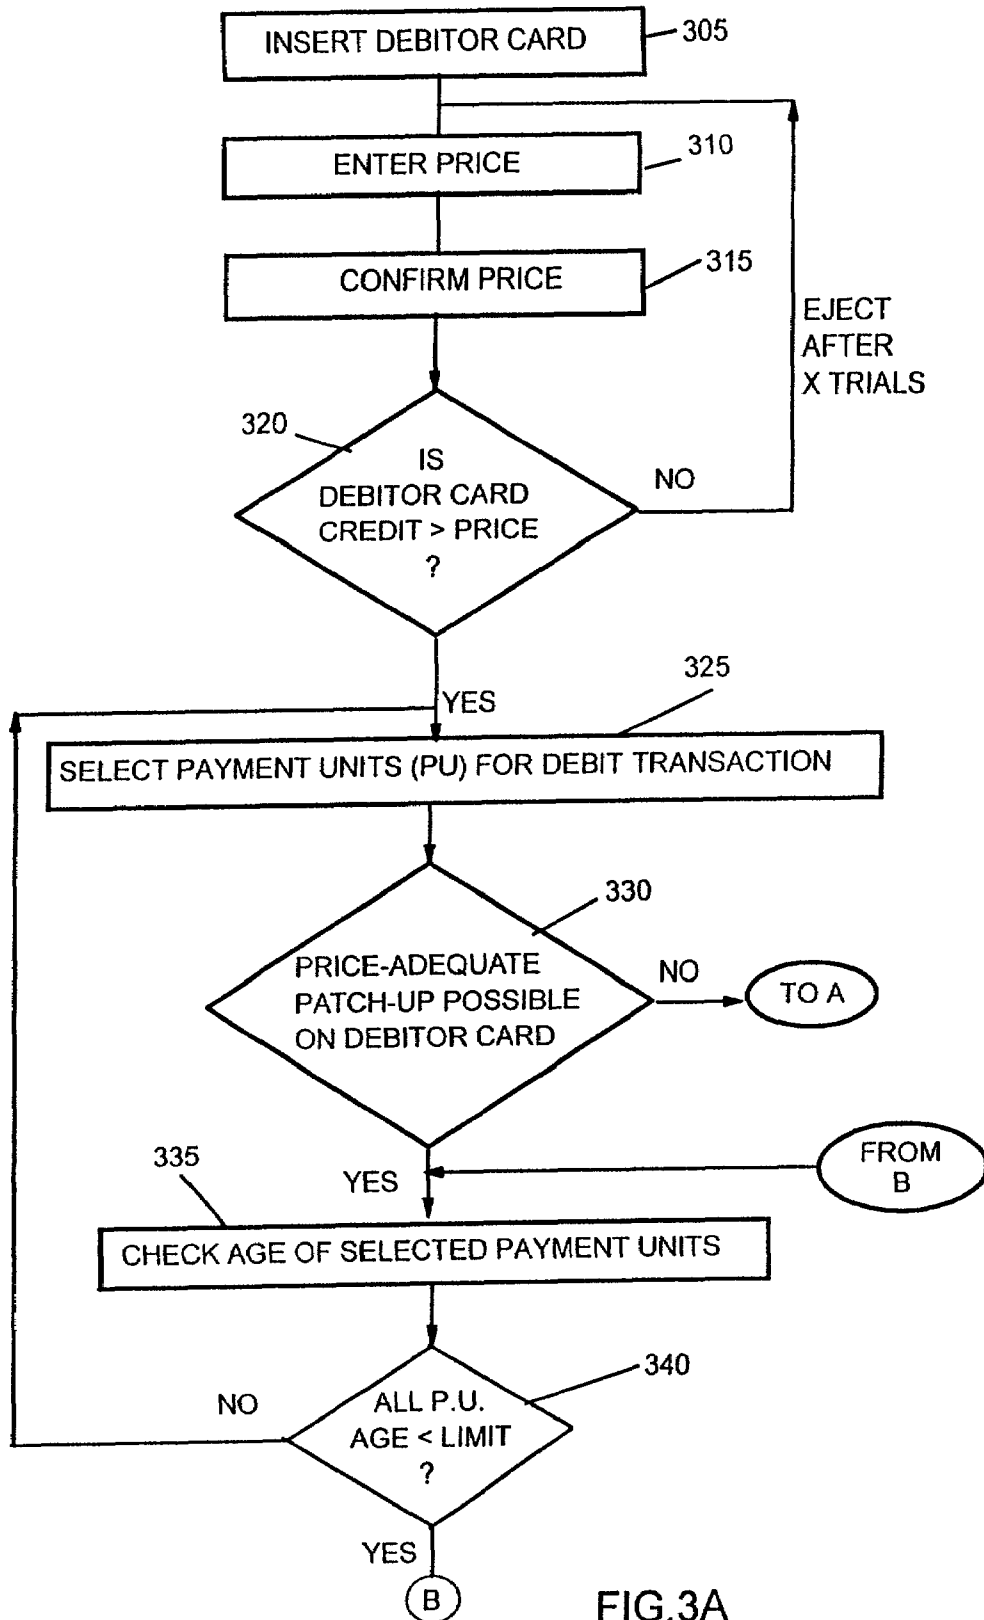 INSERT DEBITOR CARD
305
ENTER PRICE
310
CONFIRM PRICE
315
EJECT
AFTER
X TRIALS
320
IS
DEBITOR CARD
CREDIT > PRICE
?
NO
YES
325
SELECT PAYMENT UNITS (PU) FOR DEBIT TRANSACTION
330
PRICE-ADEQUATE
PATCH-UP POSSIBLE
ON DEBITOR CARD
NO
TO A
FROM
B
YES
335
CHECK AGE OF SELECTED PAYMENT UNITS
340
ALL P.U.
AGE < LIMIT
?
NO
YES
B
FIG.3A